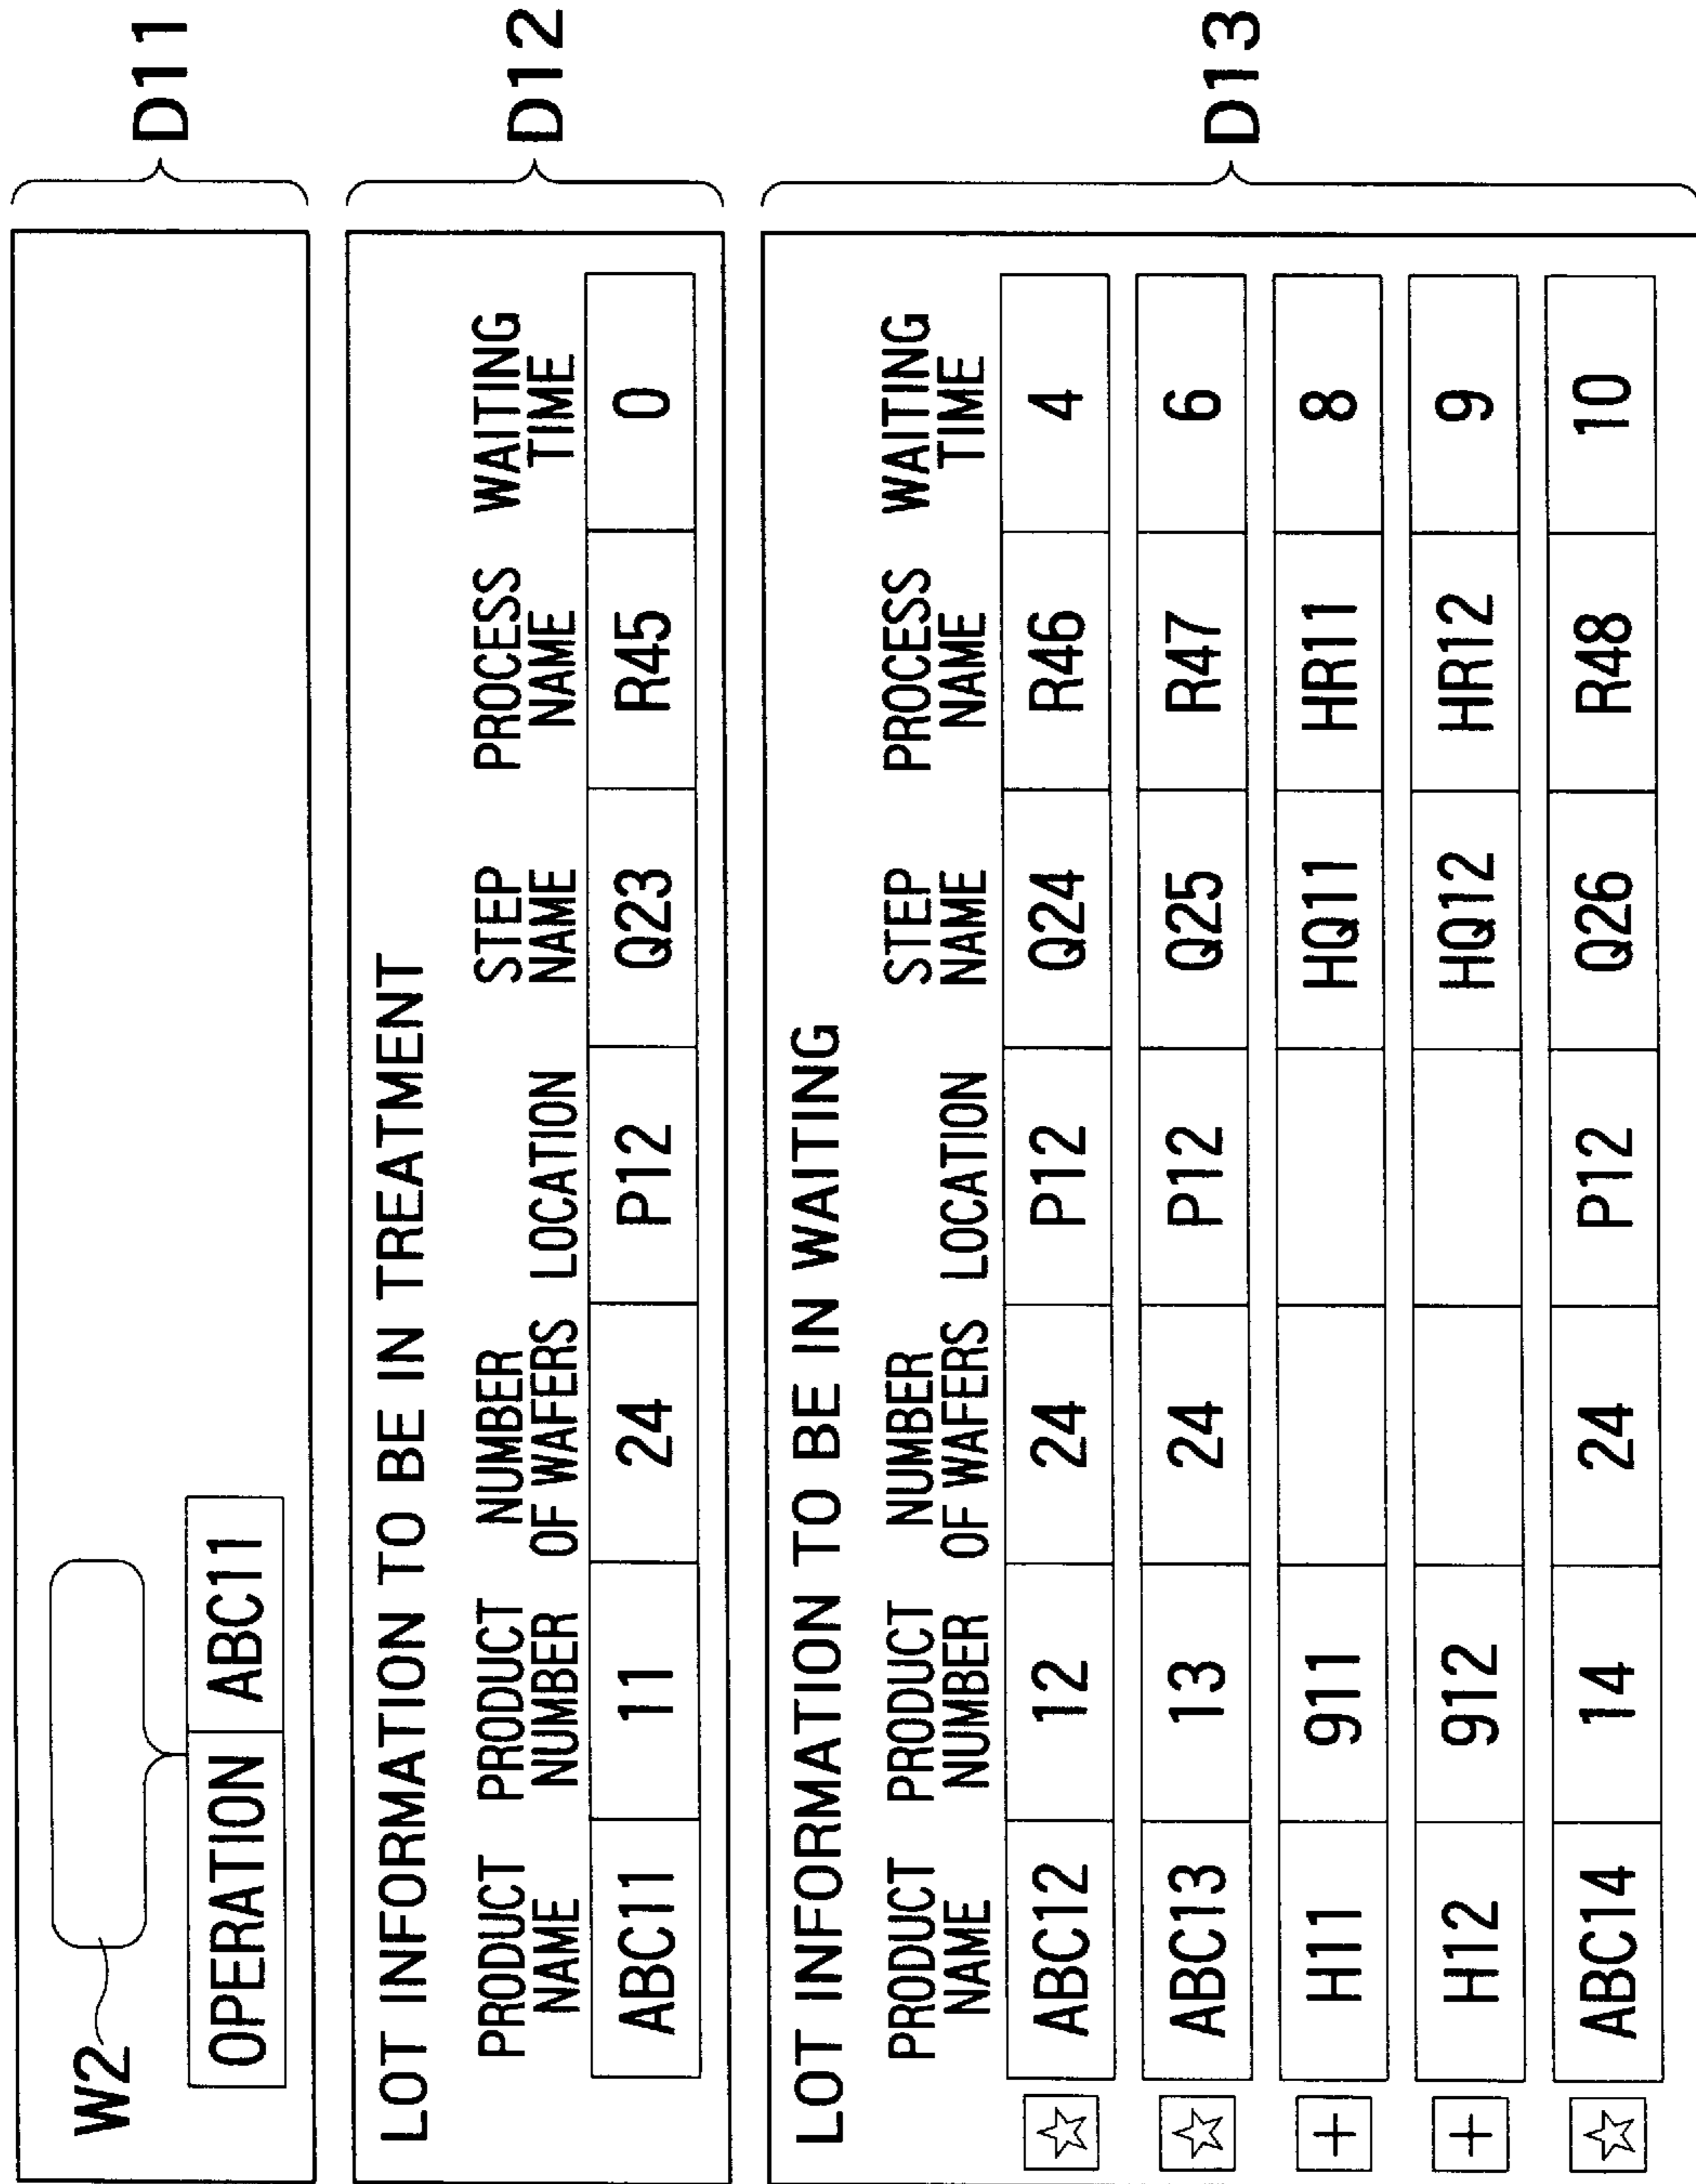 W2
OPERATION ABC11
D11
LOT INFORMATION TO BE IN TREATMENT
PRODUCT NAME PRODUCT NUMBER NUMBER OF WAFERS LOCATION STEP NAME PROCESS NAME WAITING TIME
ABC11 11 24 P12 Q23 R45 0
D12
LOT INFORMATION TO BE IN WAITING
PRODUCT NAME PRODUCT NUMBER NUMBER OF WAFERS LOCATION STEP NAME PROCESS NAME WAITING TIME
☆ ABC12 12 24 P12 Q24 R46 4
☆ ABC13 13 24 P12 Q25 R47 6
+ H11 911 HQ11 HR11 8
+ H12 912 HQ12 HR12 9
☆ ABC14 14 24 P12 Q26 R48 10
D13